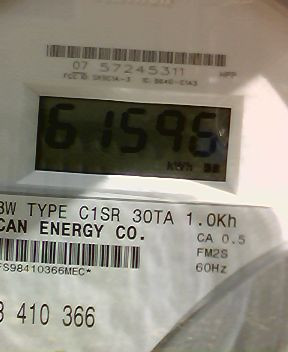 07 57245311
61596
kWh
3W TYPE C1SR 30TA 1.0Kh
CAN ENERGY CO.
CA 0.5
FM2S
60Hz
FS98410366MEC*
8 410 366